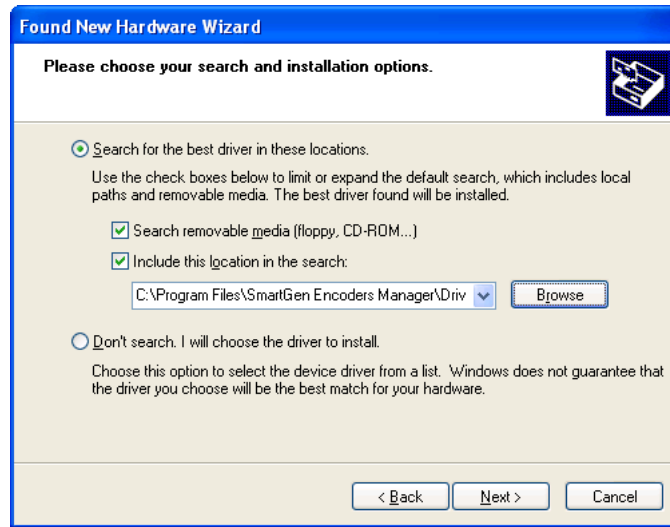 Found New Hardware Wizard
Please choose your search and installation options.
Search for the best driver in these locations.
Use the check boxes below to limit or expand the default search, which includes local
paths and removable media. The best driver found will be installed.
Search removable media (floppy, CD-ROM...)
Include this location in the search:
C:\Program Files\SmartGen Encoders Manager\Driv
Browse
Don't search. I will choose the driver to install.
Choose this option to select the device driver from a list. Windows does not guarantee that
the driver you choose will be the best match for your hardware.
< Back
Next >
Cancel